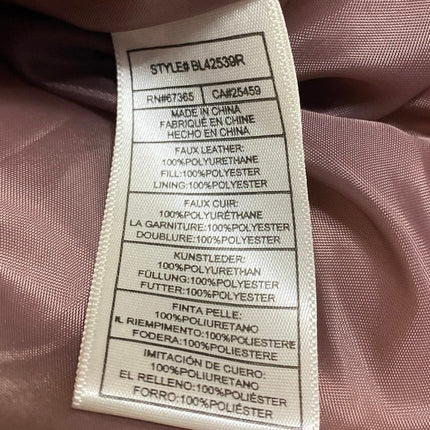 STYLE# BL42539R
RN#67365 CA#25459
MADE IN CHINA
FABRIQUÉ EN CHINE
HECHO EN CHINA
FAUX LEATHER:
100%POLYURETHANE
FILL:100%POLYESTER
LINING:100%POLYESTER
FAUX CUIR:
100%POLYURÉTHANE
LA GARNITURE:100%POLYESTER
DOUBLURE:100%POLYESTER
KUNSTLEDER:
100%POLYURETHAN
FÜLLUNG:100%POLYESTER
FUTTER:100%POLYESTER
FINTA PELLE:
100%POLIURETANO
IL RIEMPIMENTO:100%POLIESTERE
FODERA:100%POLIESTERE
IMITACIÓN DE CUERO:
100%POLIURETANO
EL RELLENO:100%POLIÉSTER
FORRO:100%POLIÉSTER